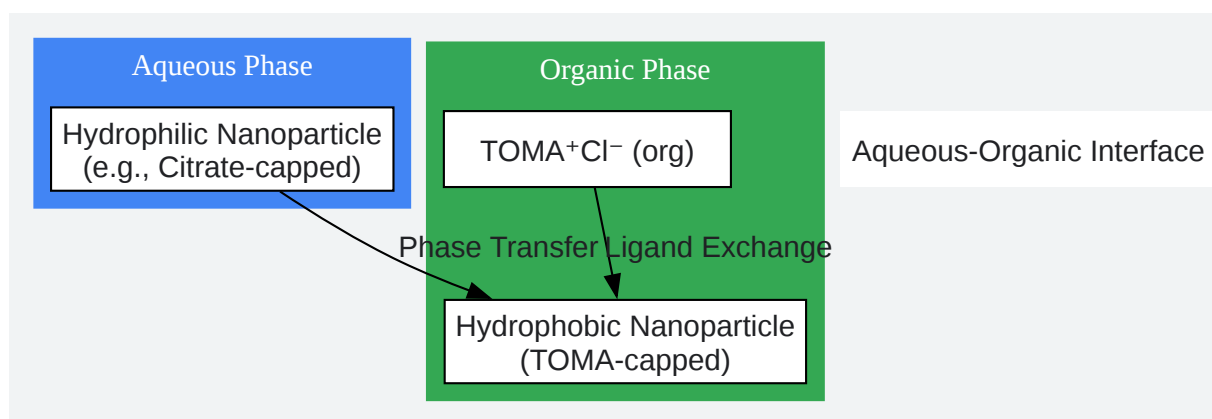 Aqueous Phase
Hydrophilic Nanoparticle
(e.g., Citrate-capped)
Organic Phase
TOMA⁺Cl⁻ (org)
Aqueous-Organic Interface
Phase Transfer
Ligand Exchange
Hydrophobic Nanoparticle
(TOMA-capped)